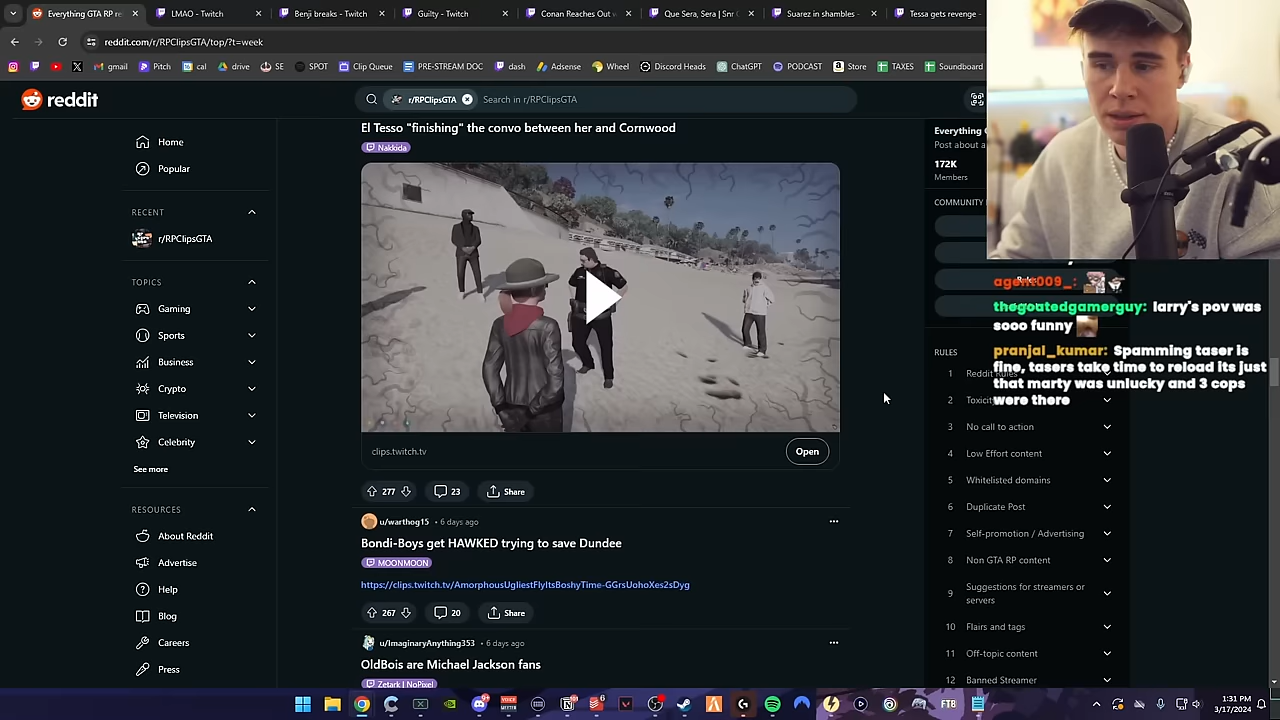 Everything
LMAO - Twitch
Benji breaks - Twitch
Guilty - Twitch
Conan Reaches Out
Que Sera, Sera | Sn
Suarez in shambles -
Tessa gets revenge -
reddit.com/r/RPClipsGTA/top/?t=week
gmail
Pitch
cal
drive
SE
SPOT
Clip Queue
PRE-STREAM DOC
dash
Adsense
Wheel
Discord Heads
ChatGPT
PODCAST
Store
TAXES
Soundboard
reddit
r/RPClipsGTA
Search in r/RPClipsGTA
Home
Popular
RECENT
r/RPClipsGTA
TOPICS
Gaming
Sports
Business
Crypto
Television
Celebrity
See more
RESOURCES
About Reddit
Advertise
Help
Blog
Careers
Press
El Tesso "finishing" the convo between her and Cornwood
Nakkida
clips.twitch.tv
Open
277
23
Share
u/warthog15 • 6 days ago
Bondi-Boys get HAWKED trying to save Dundee
MOONMOON
https://clips.twitch.tv/AmorphousUgliestFlyItsBoshyTime-GGrsUohoXes2sDyg
267
20
Share
u/ImaginaryAnything353 • 6 days ago
OldBois are Michael Jackson fans
Zetark | NoPixel
Everything
Post about a
172K
Members
COMMUNITY
agent009_:
thegoatedgamerguy: larry's pov was
sooo funny
pranjal_kumar: Spamming taser is
fine, tasers take time to reload its just
that marty was unlucky and 3 cops
were there
RULES
1 Reddit Rules
2 Toxicity
3 No call to action
4 Low Effort content
5 Whitelisted domains
6 Duplicate Post
7 Self-promotion / Advertising
8 Non GTA RP content
9 Suggestions for streamers or
servers
10 Flairs and tags
11 Off-topic content
12 Banned Streamer
FTB
1:31 PM
3/17/2024